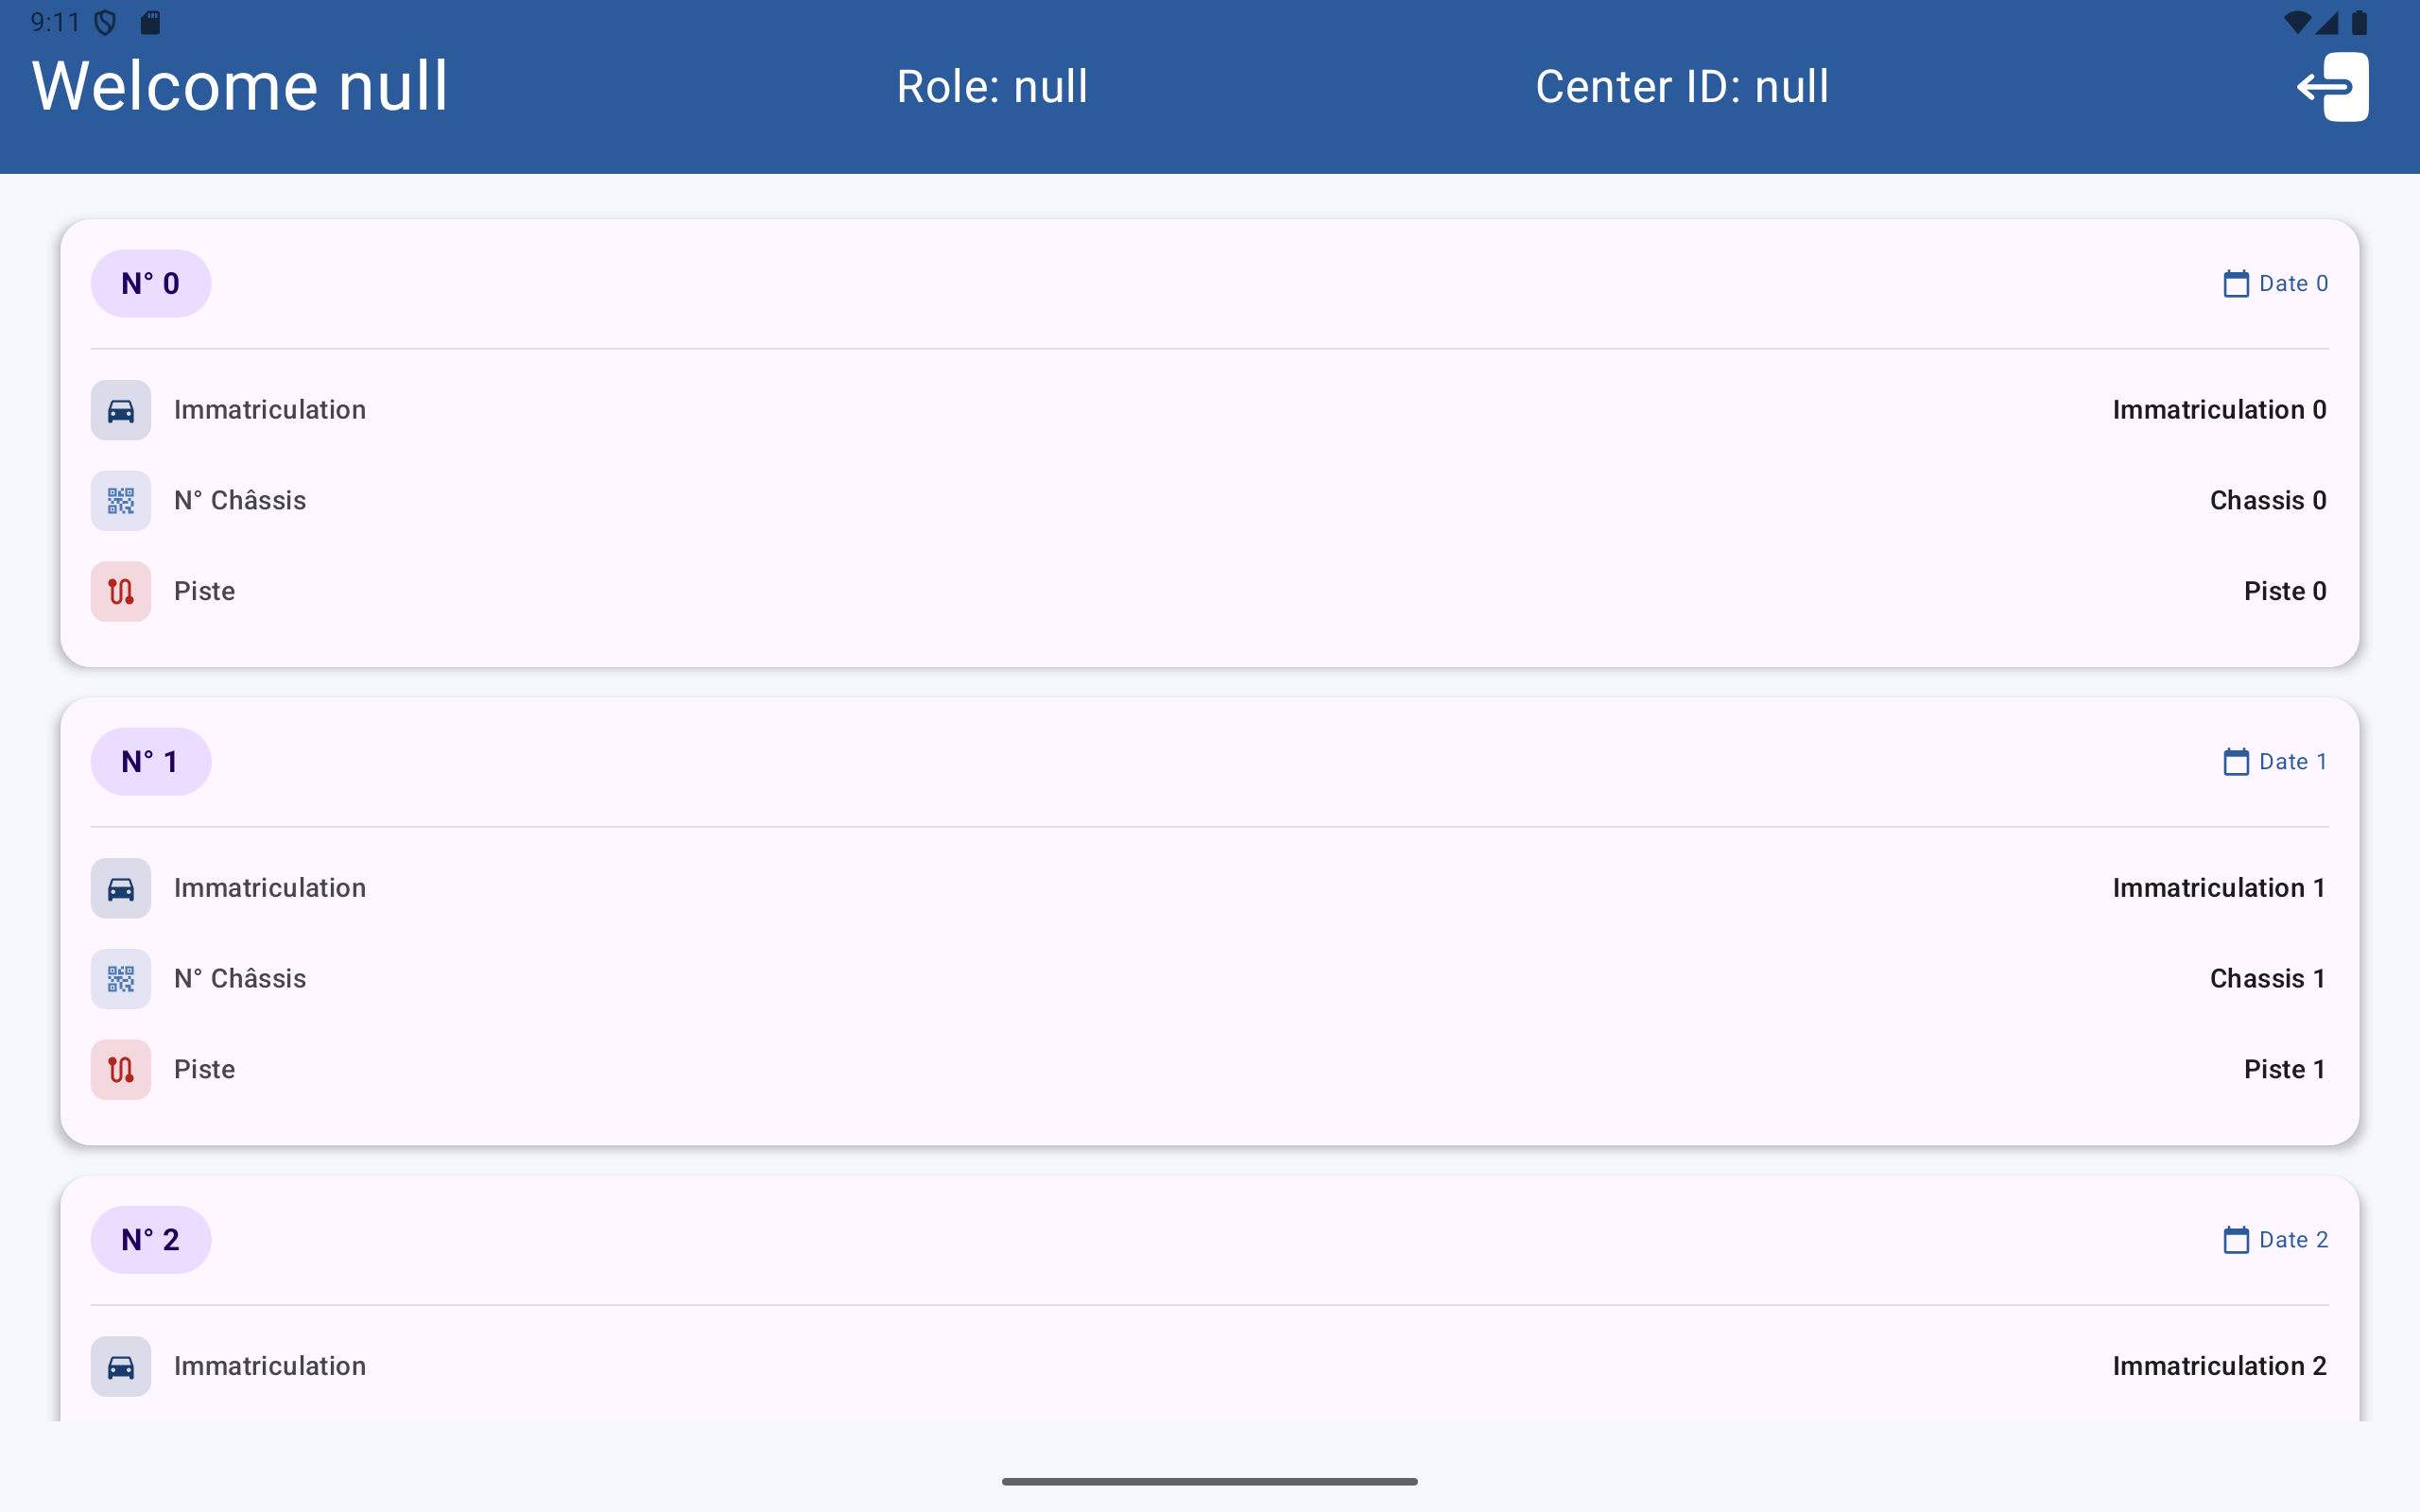 9:11
Welcome null Role: null Center ID: null
N° 0 Date 0
Immatriculation Immatriculation 0
N° Châssis Chassis 0
Piste Piste 0
N° 1 Date 1
Immatriculation Immatriculation 1
N° Châssis Chassis 1
Piste Piste 1
N° 2 Date 2
Immatriculation Immatriculation 2